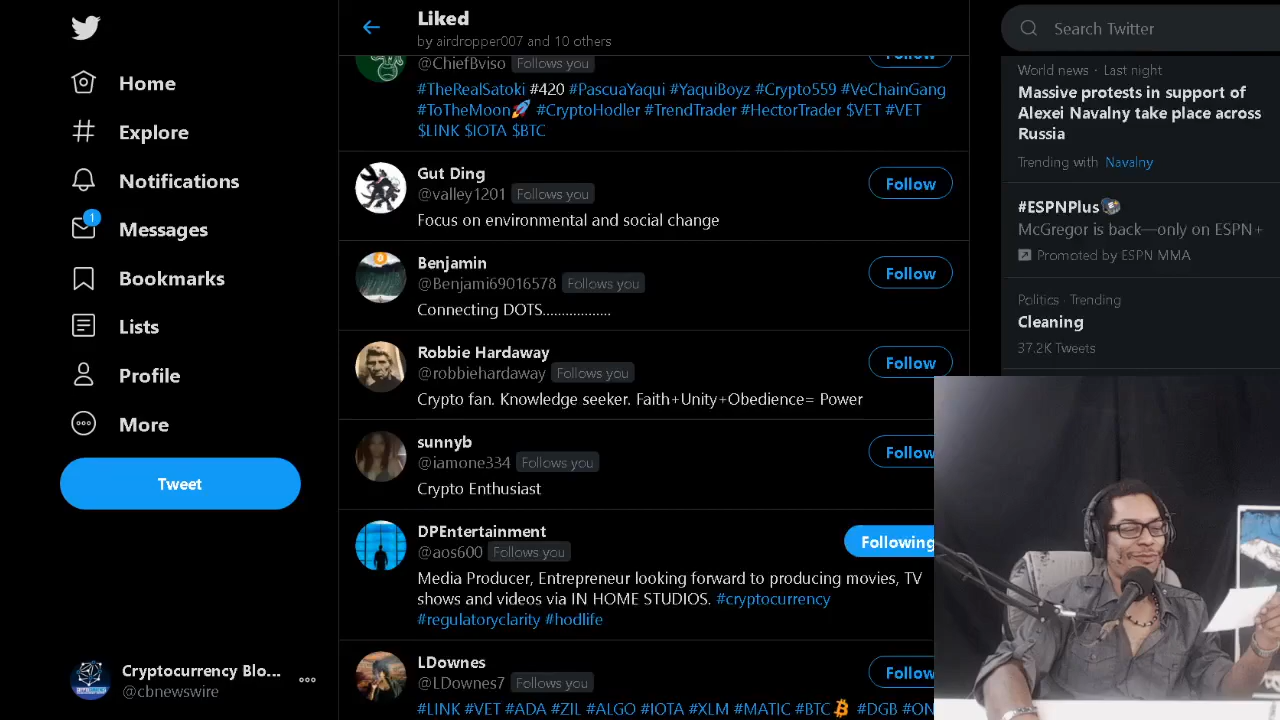 Home
Explore
Notifications
1
Messages
Bookmarks
Lists
Profile
More
Tweet
Cryptocurrency Blo...
@cbnewswire
Liked
by airdropper007 and 10 others
@ChiefBviso Follows you
Follow
#TheRealSatoki #420 #PascuaYaqui #YaquiBoyz #Crypto559 #VeChainGang
#ToTheMoon🚀 #CryptoHodler #TrendTrader #HectorTrader $VET #VET
$LINK $IOTA $BTC
Gut Ding
@valley1201 Follows you
Follow
Focus on environmental and social change
Benjamin
@Benjami69016578 Follows you
Follow
Connecting DOTS..................
Robbie Hardaway
@robbiehardaway Follows you
Follow
Crypto fan. Knowledge seeker. Faith+Unity+Obedience= Power
sunnyb
@iamone334 Follows you
Follow
Crypto Enthusiast
DPEntertainment
@aos600 Follows you
Following
Media Producer, Entrepreneur looking forward to producing movies, TV
shows and videos via IN HOME STUDIOS. #cryptocurrency
#regulatoryclarity #hodlife
LDownes
@LDownes7 Follows you
Follow
#LINK #VET #ADA #ZIL #ALGO #IOTA #XLM #MATIC #BTC #DGB #ON
Search Twitter
World news · Last night
Massive protests in support of
Alexei Navalny take place across
Russia
Trending with Navalny
#ESPNPlus
McGregor is back—only on ESPN+
Promoted by ESPN MMA
Politics · Trending
Cleaning
37.2K Tweets